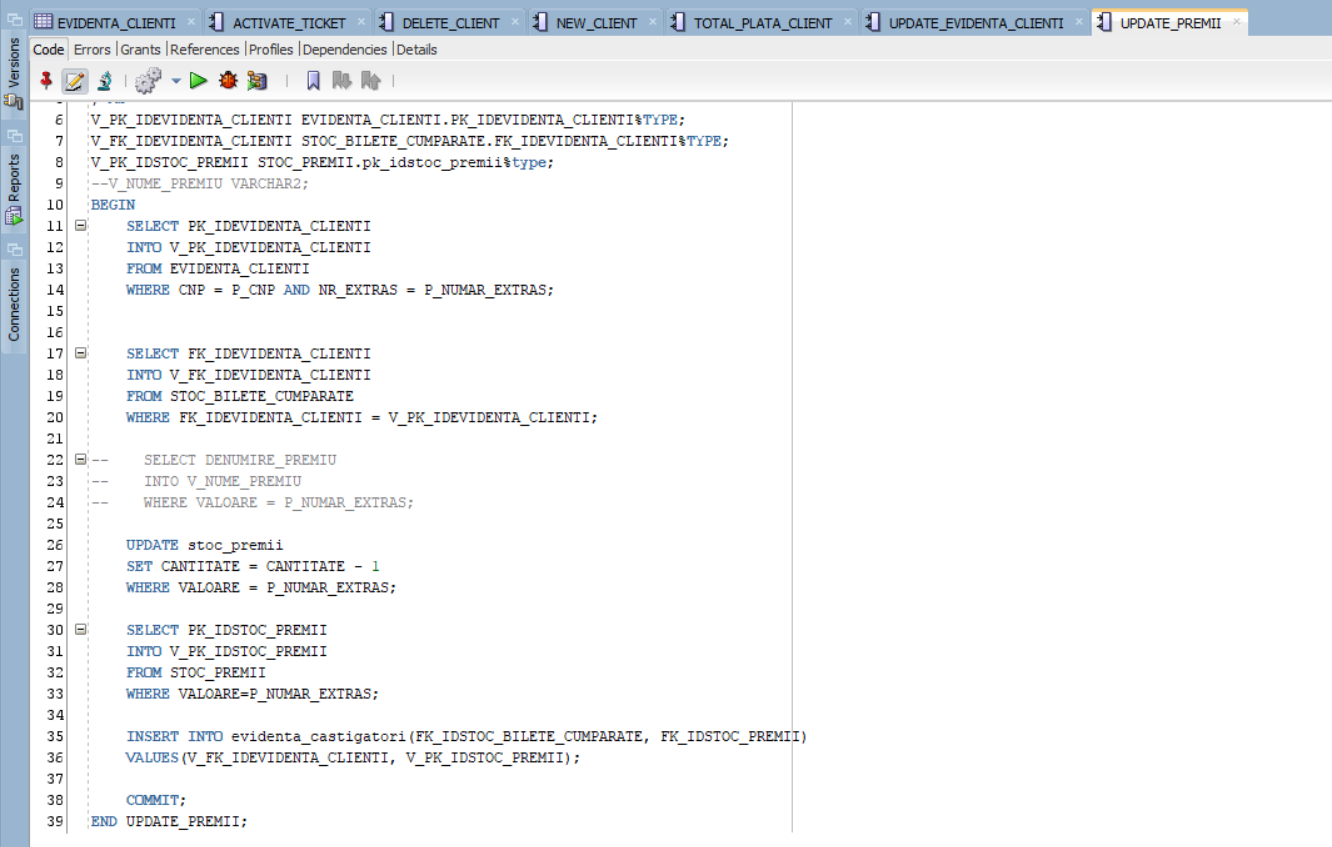 EVIDENTA_CLIENTI ACTIVATE_TICKET DELETE_CLIENT NEW_CLIENT TOTAL_PLATA_CLIENT UPDATE_EVIDENTA_CLIENTI UPDATE_PREMII
Code Errors Grants References Profiles Dependencies Details
Versions
Reports
Connections
6 V_PK_IDEVIDENTA_CLIENTI EVIDENTA_CLIENTI.PK_IDEVIDENTA_CLIENTI%TYPE;
7 V_FK_IDEVIDENTA_CLIENTI STOC_BILETE_CUMPARATE.FK_IDEVIDENTA_CLIENTI%TYPE;
8 V_PK_IDSTOC_PREMII STOC_PREMII.pk_idstoc_premii%type;
9 --V_NUME_PREMIU VARCHAR2;
10 BEGIN
11 SELECT PK_IDEVIDENTA_CLIENTI
12 INTO V_PK_IDEVIDENTA_CLIENTI
13 FROM EVIDENTA_CLIENTI
14 WHERE CNP = P_CNP AND NR_EXTRAS = P_NUMAR_EXTRAS;
15
16
17 SELECT FK_IDEVIDENTA_CLIENTI
18 INTO V_FK_IDEVIDENTA_CLIENTI
19 FROM STOC_BILETE_CUMPARATE
20 WHERE FK_IDEVIDENTA_CLIENTI = V_PK_IDEVIDENTA_CLIENTI;
21
22 -- SELECT DENUMIRE_PREMIU
23 -- INTO V_NUME_PREMIU
24 -- WHERE VALOARE = P_NUMAR_EXTRAS;
25
26 UPDATE stoc_premii
27 SET CANTITATE = CANTITATE - 1
28 WHERE VALOARE = P_NUMAR_EXTRAS;
29
30 SELECT PK_IDSTOC_PREMII
31 INTO V_PK_IDSTOC_PREMII
32 FROM STOC_PREMII
33 WHERE VALOARE=P_NUMAR_EXTRAS;
34
35 INSERT INTO evidenta_castigatori(FK_IDSTOC_BILETE_CUMPARATE, FK_IDSTOC_PREMII)
36 VALUES(V_FK_IDEVIDENTA_CLIENTI, V_PK_IDSTOC_PREMII);
37
38 COMMIT;
39 END UPDATE_PREMII;